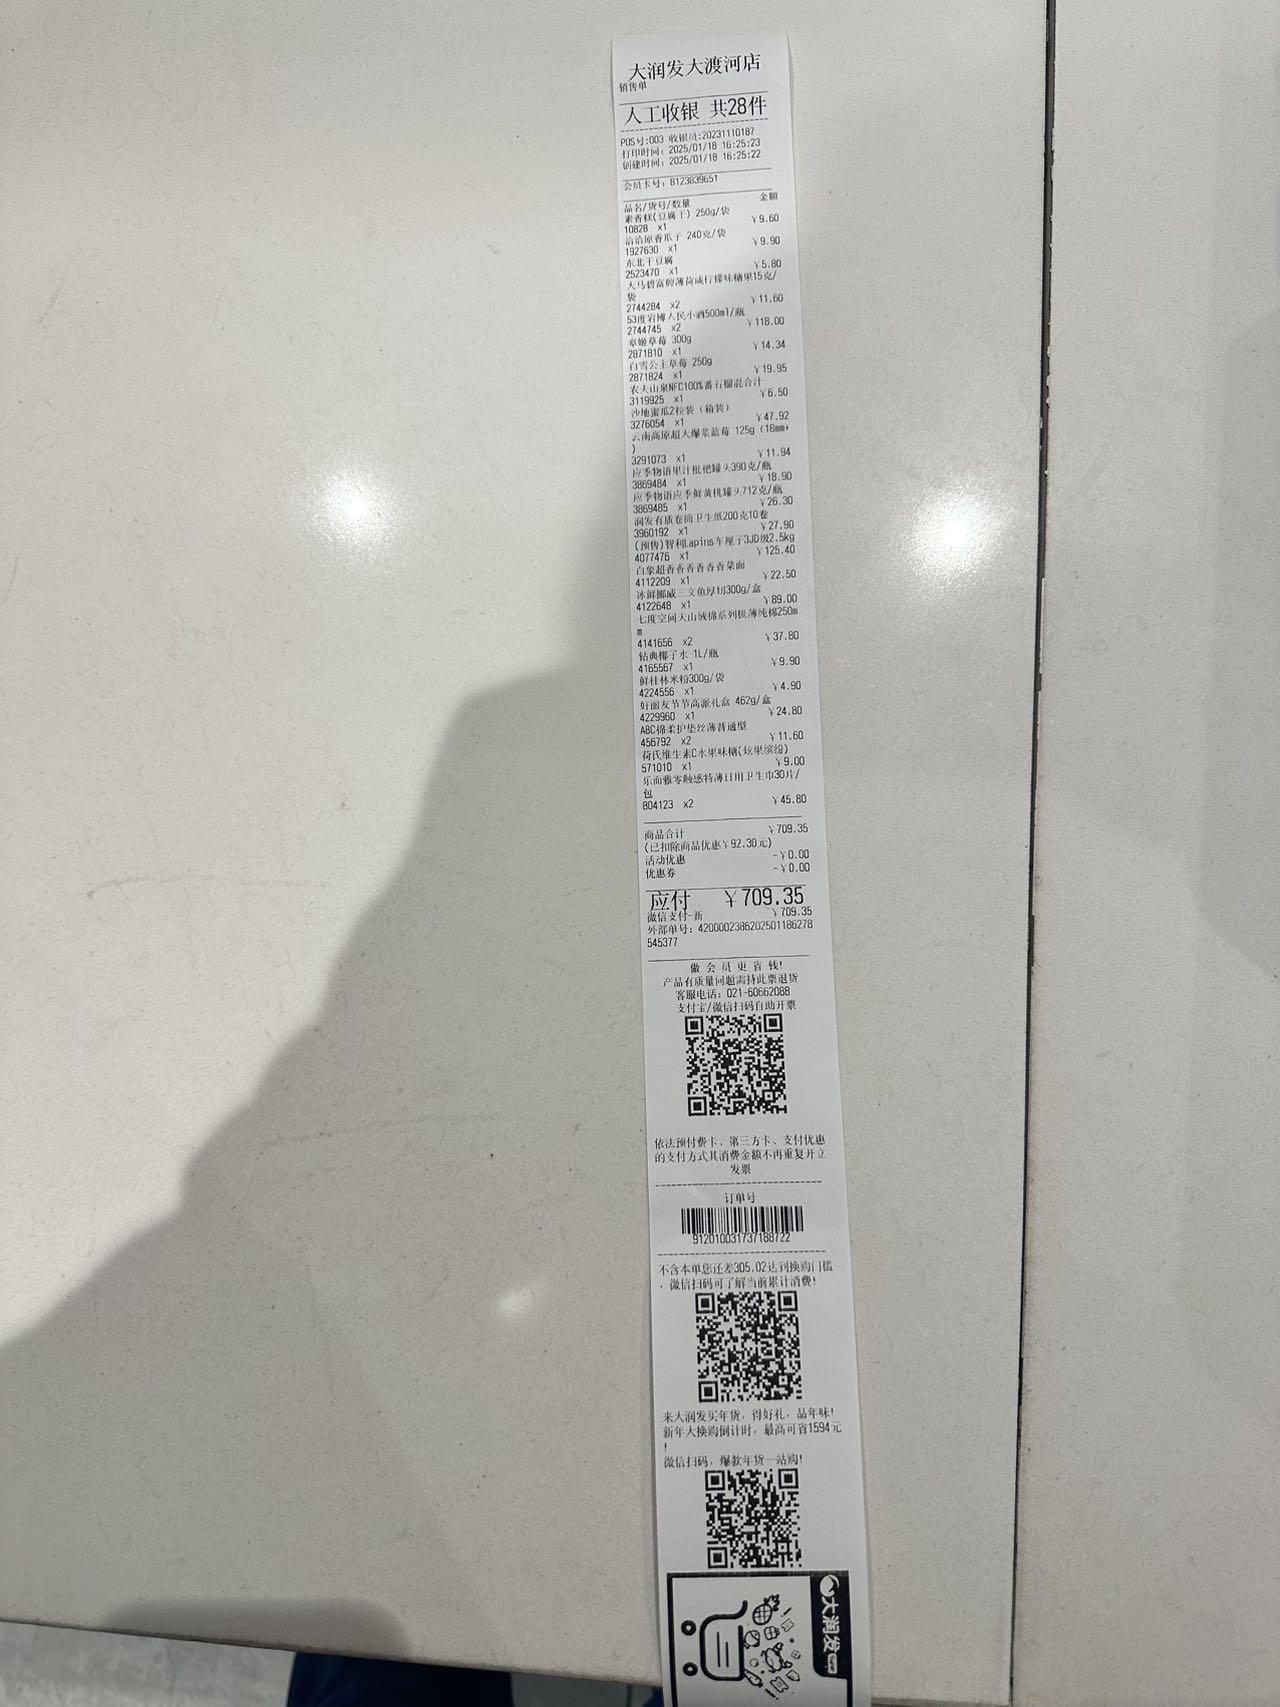 大润发大渡河店
销售单
人工收银 共28件
POS号:003 收银员:20231110187
打印时间: 2025/01/18 16:25:23
创建时间: 2025/01/18 16:25:22
会员卡号: 8123839651
品名/货号/数量 金额
素香糕(豆腐干) 250g/袋
10828 x1 ￥9.60
洽洽原香瓜子 240克/袋
1927630 x1 ￥9.90
东北干豆腐
2523470 x1 ￥5.80
大马碧富牌薄荷咸柠檬味糖果15克/
袋
2744284 x2 ￥11.60
53度岩博人民小酒500ml/瓶
2744745 x2 ￥118.00
章姬草莓 300g
2871810 x1 ￥14.34
白雪公主草莓 250g
2871824 x1 ￥19.95
农夫山泉NFC100%番石榴混合汁
3119925 x1 ￥6.50
沙地蜜瓜2粒装（箱装）
3276054 x1 ￥47.92
云南高原超大爆浆蓝莓 125g（18mm+
)
3291073 x1 ￥11.94
应季物语果汁枇杷罐头390克/瓶
3869484 x1 ￥18.90
应季物语应季鲜黄桃罐头712克/瓶
3869485 x1 ￥26.30
润发有质卷筒卫生纸200克10卷
3960192 x1 ￥27.90
(预售)智利Lapins车厘子3JD级2.5kg
4077476 x1 ￥125.40
白象超香香香香香香菜面
4112209 x1 ￥22.50
冰鲜挪威三文鱼厚切300g/盒
4122648 x1 ￥89.00
七度空间天山绒棉系列极薄纯棉250m
m
4141656 x2 ￥37.80
钻典椰子水 1L/瓶
4165567 x1 ￥9.90
鲜桂林米粉300g/袋
4224556 x1 ￥4.90
好丽友节节高派礼盒 462g/盒
4229960 x1 ￥24.80
ABC棉柔护垫丝薄普通型
456792 x2 ￥11.60
荷氏维生素C水果味糖(炫果缤纷)
571010 x1 ￥9.00
乐而雅零触感特薄日用卫生巾30片/
包
804123 x2 ￥45.80
商品合计 ￥709.35
(已扣除商品优惠￥92.30元)
活动优惠 -￥0.00
优惠券 -￥0.00
应付 ￥709.35
微信支付-新 ￥709.35
外部单号: 4200002386202501186278
545377
做 会 员 更 省 钱!
产品有质量问题需持此票退货
客服电话: 021-60662088
支付宝/微信扫码自助开票
依法预付费卡、第三方卡、支付优惠
的支付方式其消费金额不再重复开立
发票
订单号
912010031737188722
不含本单您还差305.02达到换购门槛
，微信扫码可了解当前累计消费!
来大润发买年货，得好礼，品年味!
新年大换购倒计时，最高可省1594元
!
微信扫码，爆款年货一站购!
大润发